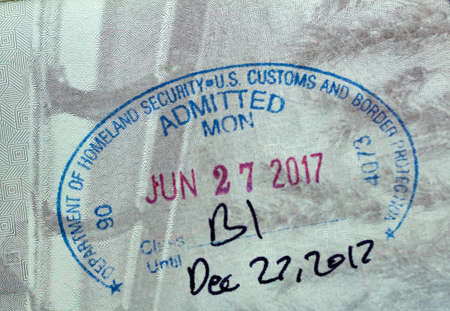 DEPARTMENT OF HOMELAND SECURITY • U.S. CUSTOMS AND BORDER PROTECTION
ADMITTED
MON
90
4073
JUN 27 2017
Class B1
Until Dec 27, 2017